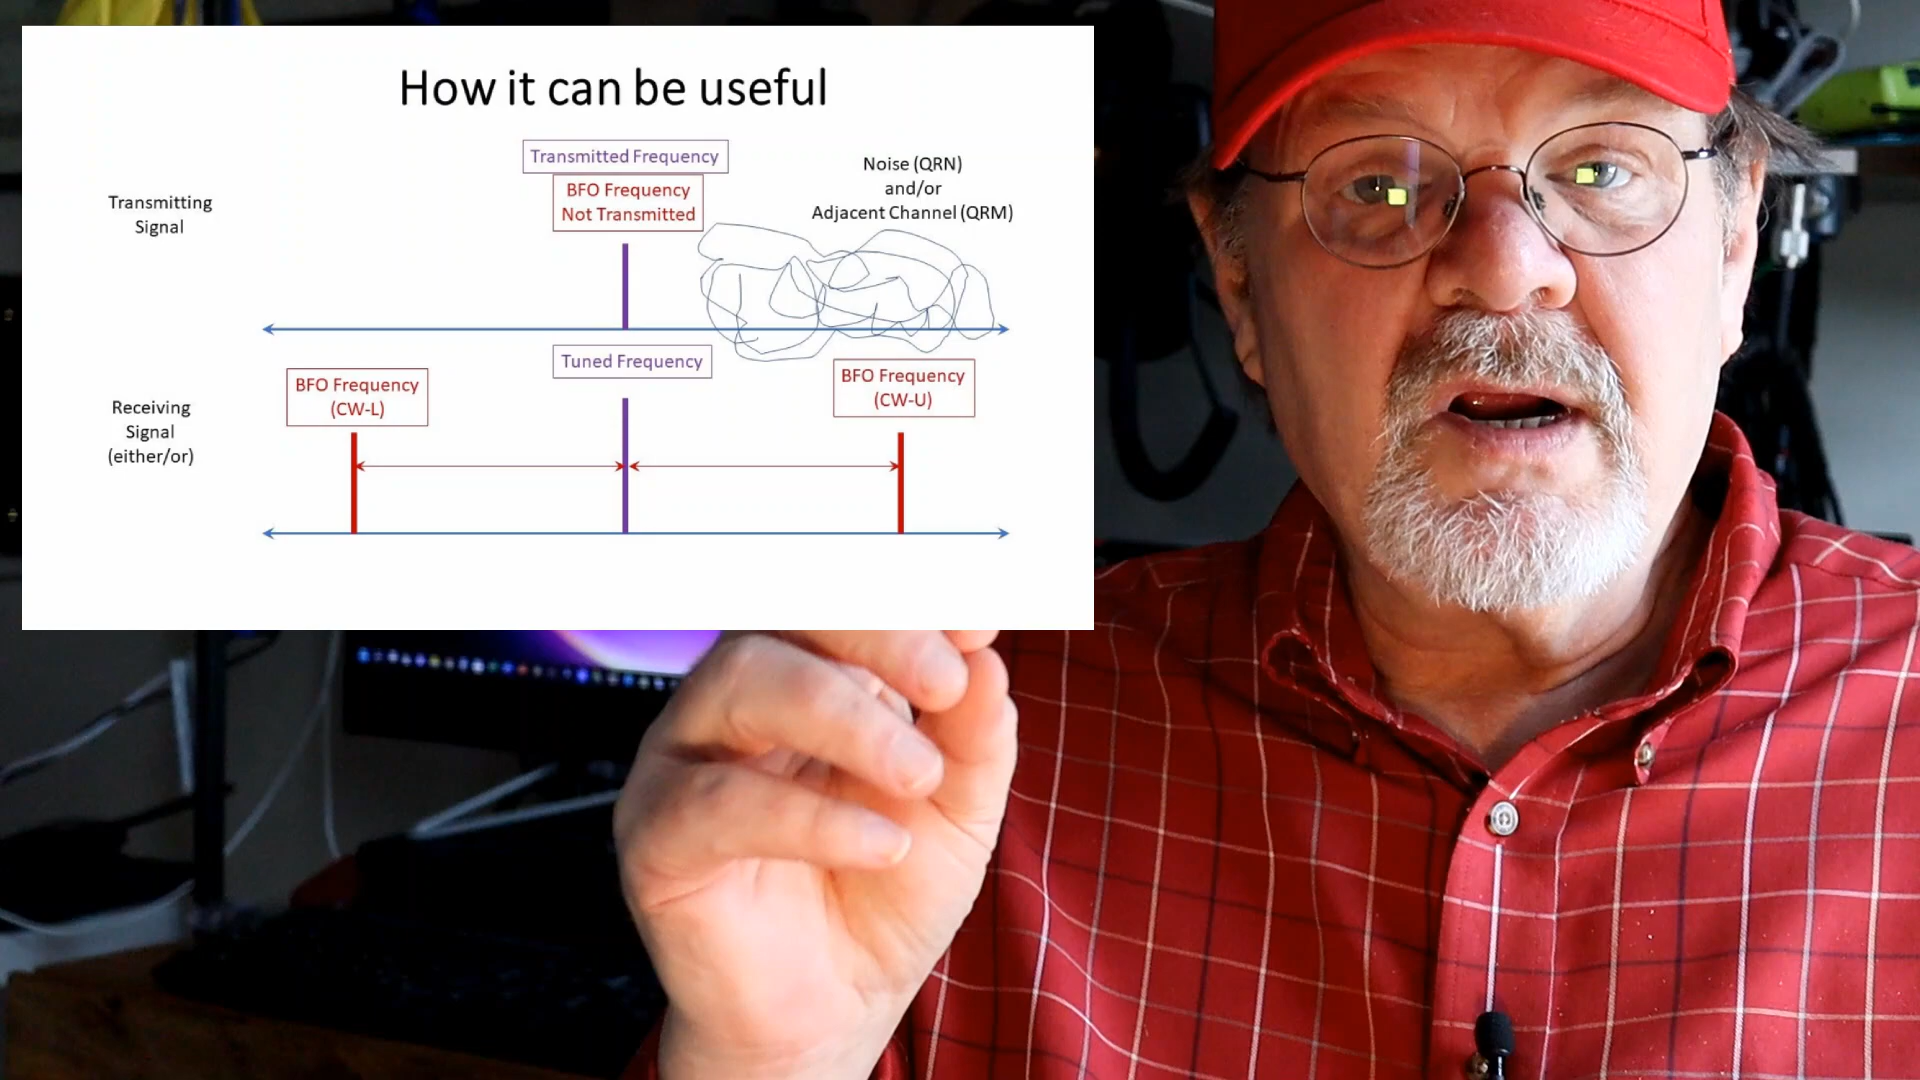 How it can be useful
Transmitted Frequency
BFO Frequency
Not Transmitted
Noise (QRN)
and/or
Adjacent Channel (QRM)
Transmitting
Signal
Tuned Frequency
BFO Frequency
(CW-L)
BFO Frequency
(CW-U)
Receiving
Signal
(either/or)